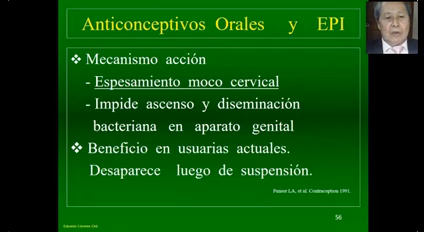 Anticonceptivos Orales y EPI
❖ Mecanismo acción
- Espesamiento moco cervical
- Impide ascenso y diseminación
bacteriana en aparato genital
❖ Beneficio en usuarias actuales.
Desaparece luego de suspensión.
Panser LA, et al. Contraception 1991.
56